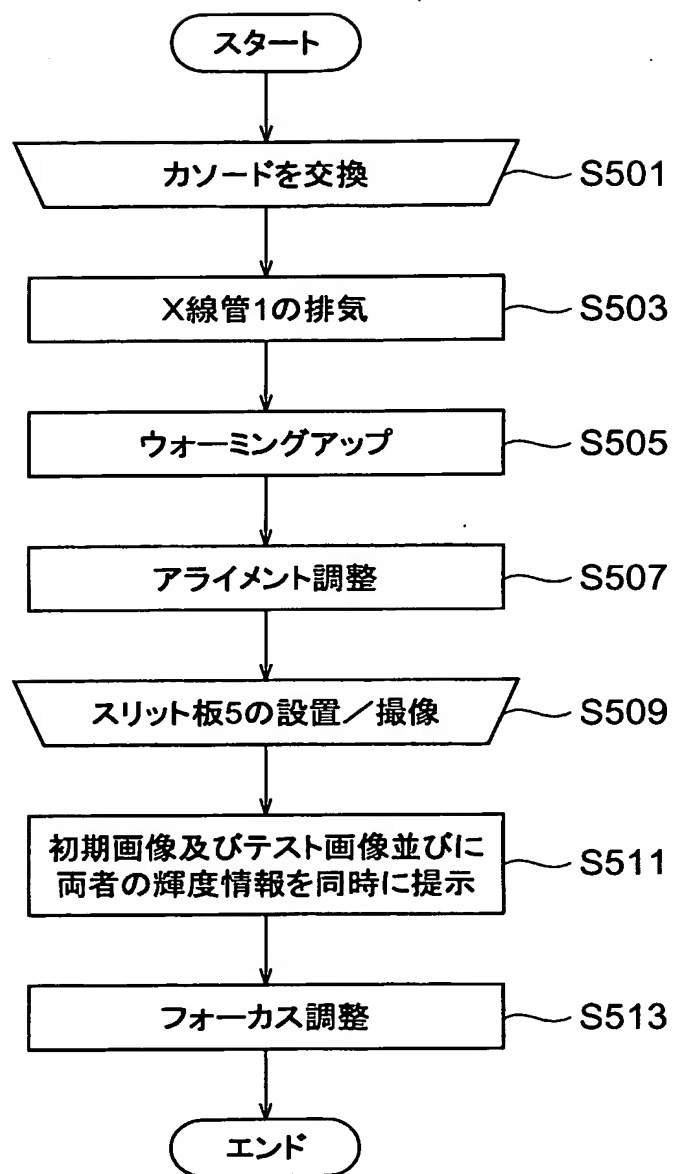 スタート
カソードを交換
S501
X線管1の排気
S503
ウォーミングアップ
S505
アライメント調整
S507
スリット板5の設置／撮像
S509
初期画像及びテスト画像並びに
両者の輝度情報を同時に提示
S511
フォーカス調整
S513
エンド